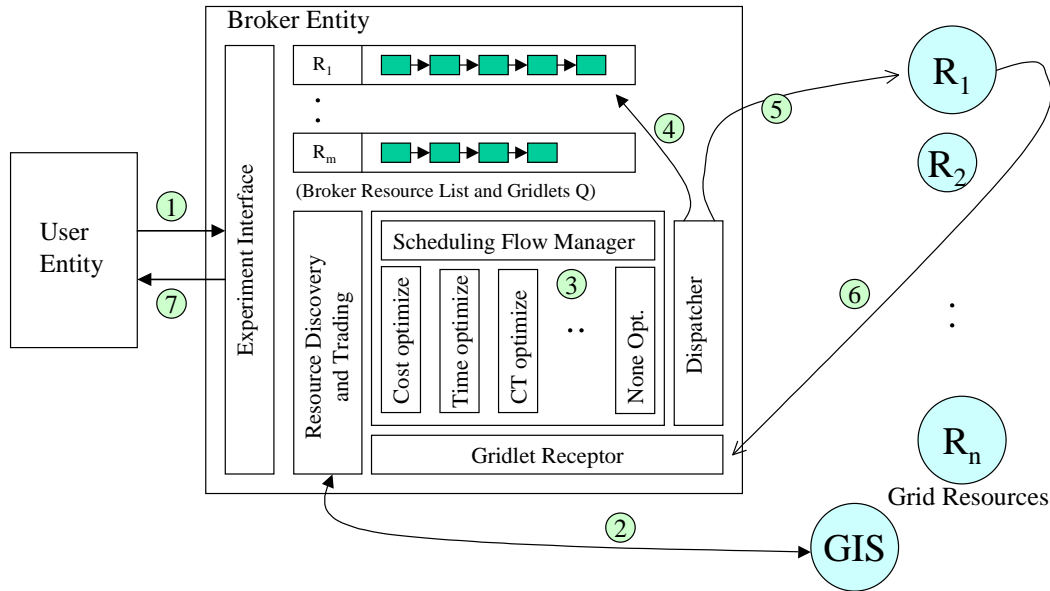 Broker Entity
R1
Rm
(Broker Resource List and Gridlets Q)
User
Entity
1
7
Experiment Interface
Resource Discovery
and Trading
Scheduling Flow Manager
Cost optimize
Time optimize
CT optimize
3
..
None Opt.
Dispatcher
Gridlet Receptor
4
5
6
2
R1
R2
Rn
Grid Resources
GIS